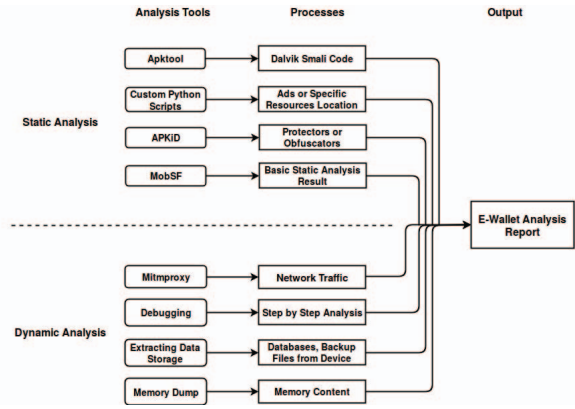 Analysis Tools Processes Output
Apktool Dalvik Smali Code
Custom Python Scripts Ads or Specific Resources Location
Static Analysis
APKiD Protectors or Obfuscators
MobSF Basic Static Analysis Result
E-Wallet Analysis Report
Mitmproxy Network Traffic
Debugging Step by Step Analysis
Dynamic Analysis
Extracting Data Storage Databases, Backup Files from Device
Memory Dump Memory Content